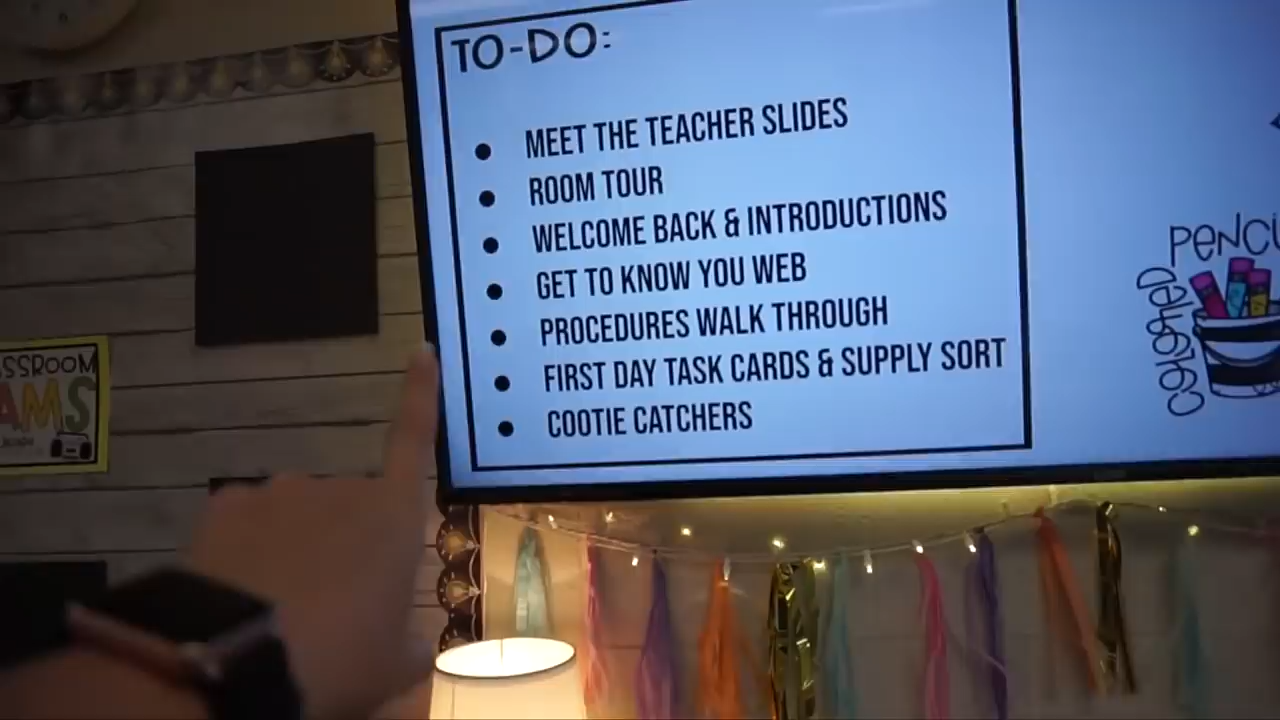 TO-DO:
MEET THE TEACHER SLIDES
ROOM TOUR
WELCOME BACK & INTRODUCTIONS
GET TO KNOW YOU WEB
PROCEDURES WALK THROUGH
FIRST DAY TASK CARDS & SUPPLY SORT
COOTIE CATCHERS
COLORED